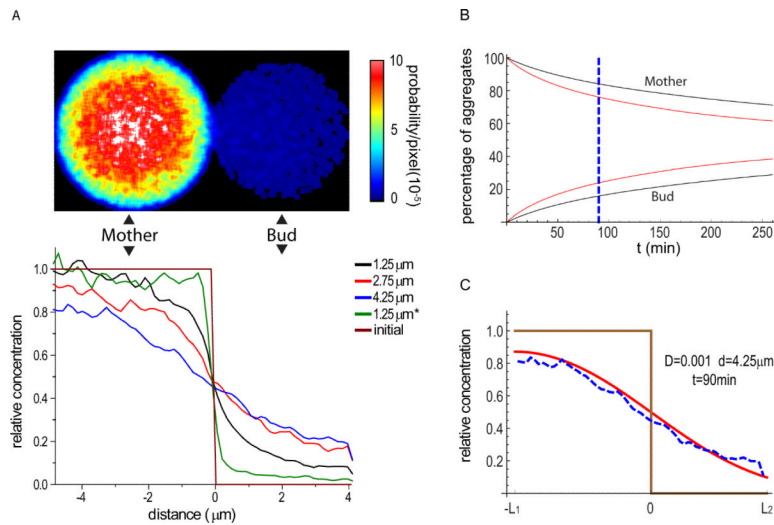 A
10
5
0
probability/pixel(10⁻⁵)
Mother
Bud
1.0
0.8
0.6
0.4
0.2
0.0
relative concentration
-4
-2
0
2
4
distance (μm)
1.25μm
2.75μm
4.25μm
1.25μm*
initial
B
100
80
60
40
20
percentage of aggregates
Mother
Bud
50
100
150
200
250
t (min)
C
1.0
0.8
0.6
0.4
0.2
relative concentration
D=0.001 d=4.25μm
t=90min
-L₁
0
L₂